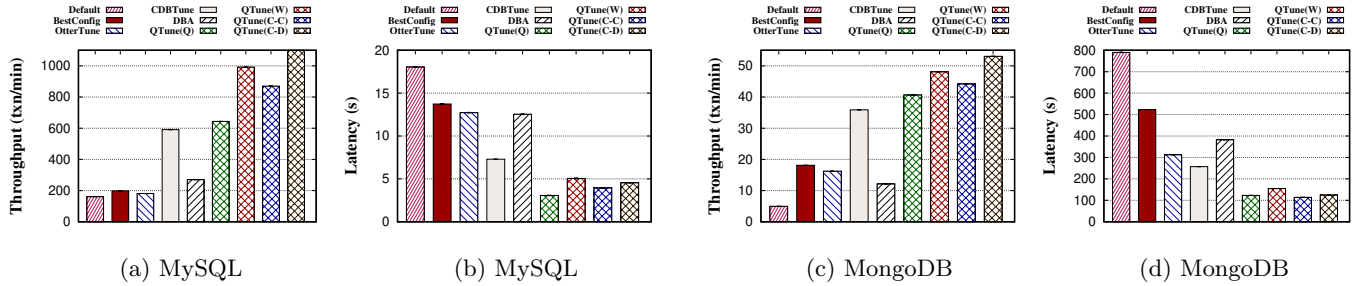 Default CDBTune QTune(W)
BestConfig DBA QTune(C-C)
OtterTune QTune(Q) QTune(C-D)
Throughput (txn/min)
1000
800
600
400
200
0
(a) MySQL
Default CDBTune QTune(W)
BestConfig DBA QTune(C-C)
OtterTune QTune(Q) QTune(C-D)
Latency (s)
20
15
10
5
0
(b) MySQL
Default CDBTune QTune(W)
BestConfig DBA QTune(C-C)
OtterTune QTune(Q) QTune(C-D)
Throughput (txn/min)
50
40
30
20
10
0
(c) MongoDB
Default CDBTune QTune(W)
BestConfig DBA QTune(C-C)
OtterTune QTune(Q) QTune(C-D)
Latency (s)
800
700
600
500
400
300
200
100
0
(d) MongoDB